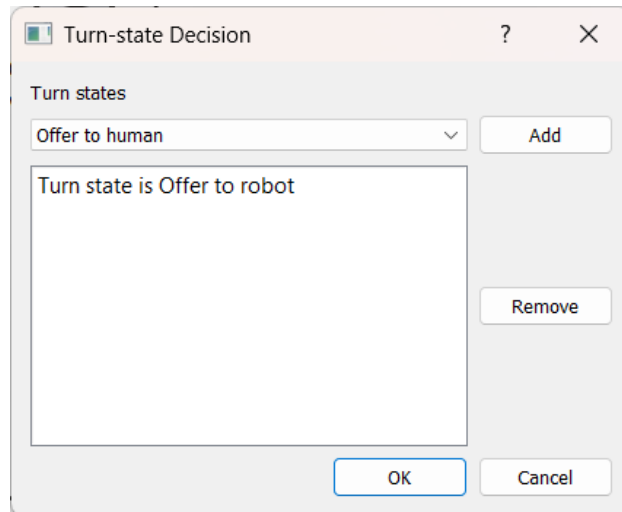 Turn-state Decision ?
Turn states
Offer to human Add
Turn state is Offer to robot
Remove
OK Cancel